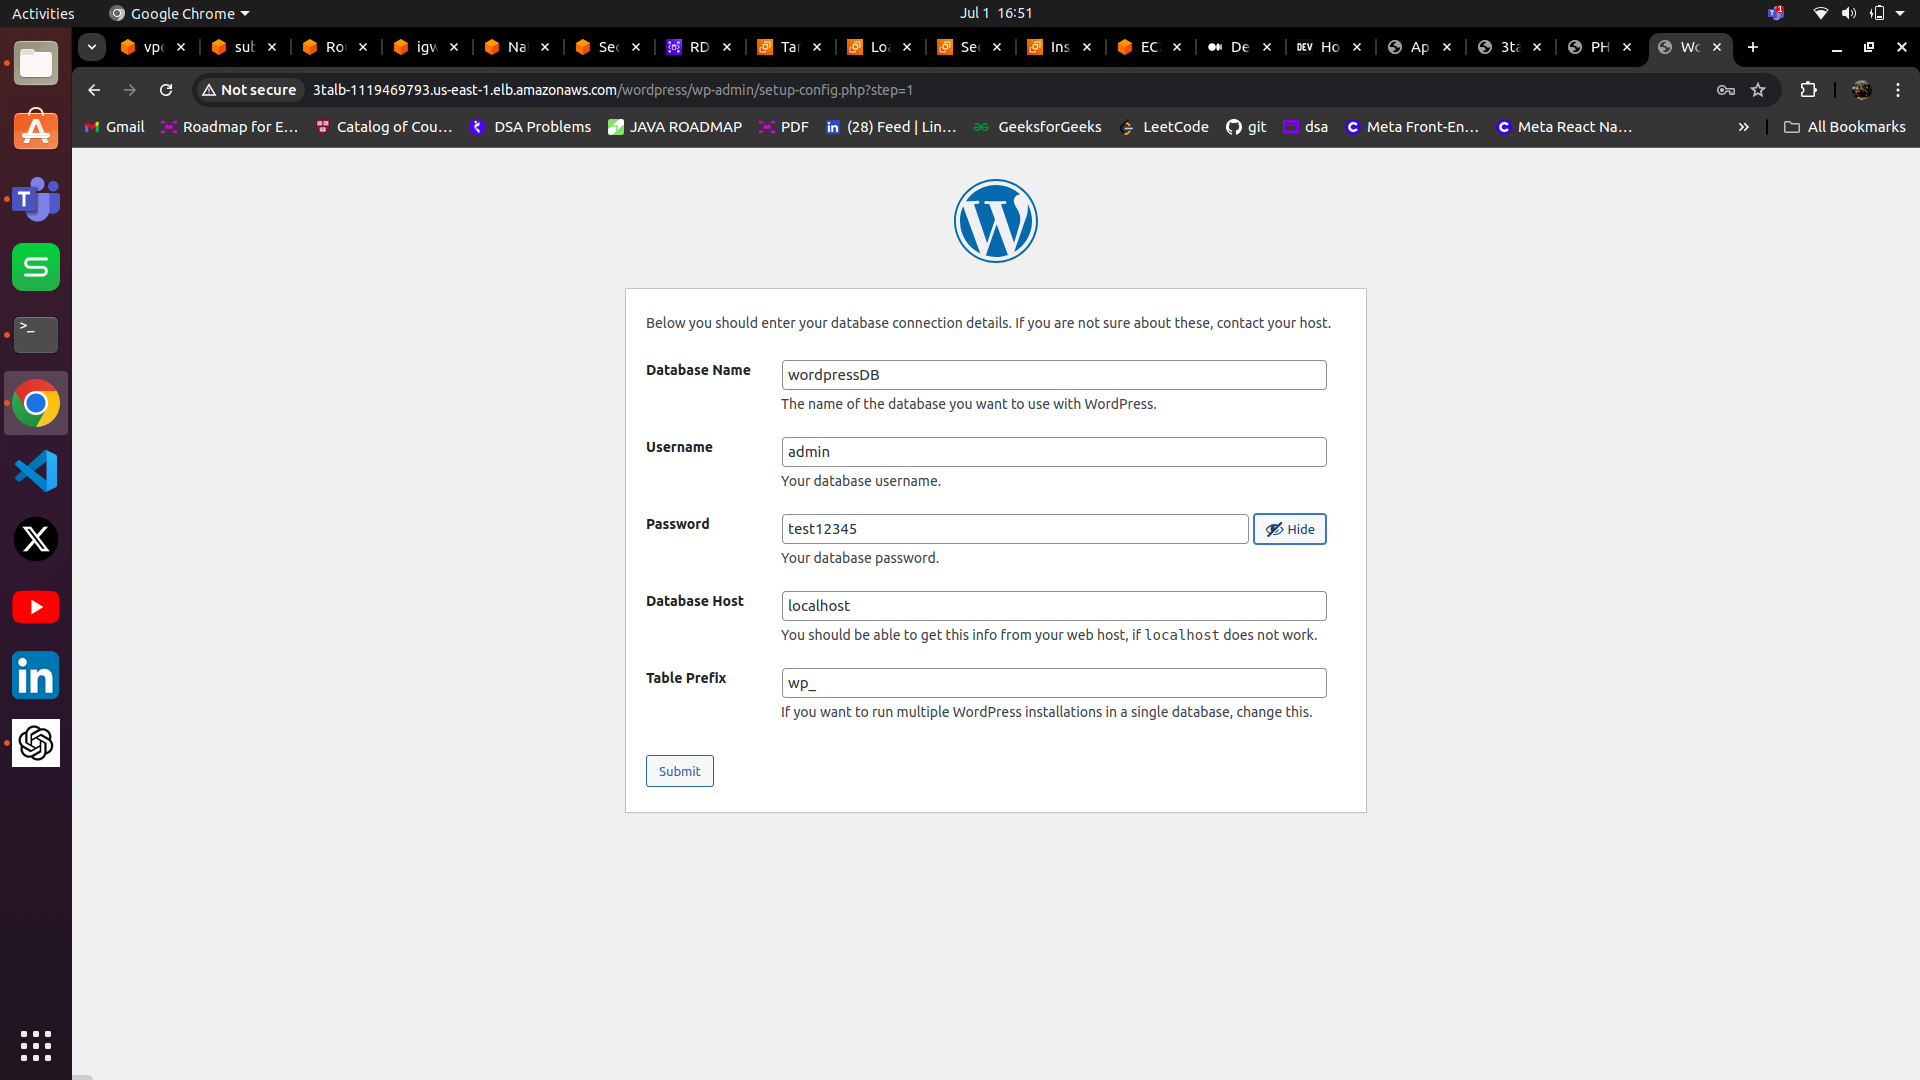 Activities
Google Chrome
Jul 1 16:51
vpc
sub
Ro
igw
Na
Sec
RD
Tar
Loa
Sec
Ins
EC
De
DEV Ho
Ap
3ta
PH
Wo
Not secure
3talb-1119469793.us-east-1.elb.amazonaws.com/wordpress/wp-admin/setup-config.php?step=1
Gmail
Roadmap for E...
Catalog of Cou...
DSA Problems
JAVA ROADMAP
PDF
(28) Feed | Lin...
GeeksforGeeks
LeetCode
git
dsa
Meta Front-En...
Meta React Na...
All Bookmarks
Below you should enter your database connection details. If you are not sure about these, contact your host.
Database Name
wordpressDB
The name of the database you want to use with WordPress.
Username
admin
Your database username.
Password
test12345
Hide
Your database password.
Database Host
localhost
You should be able to get this info from your web host, if localhost does not work.
Table Prefix
wp_
If you want to run multiple WordPress installations in a single database, change this.
Submit